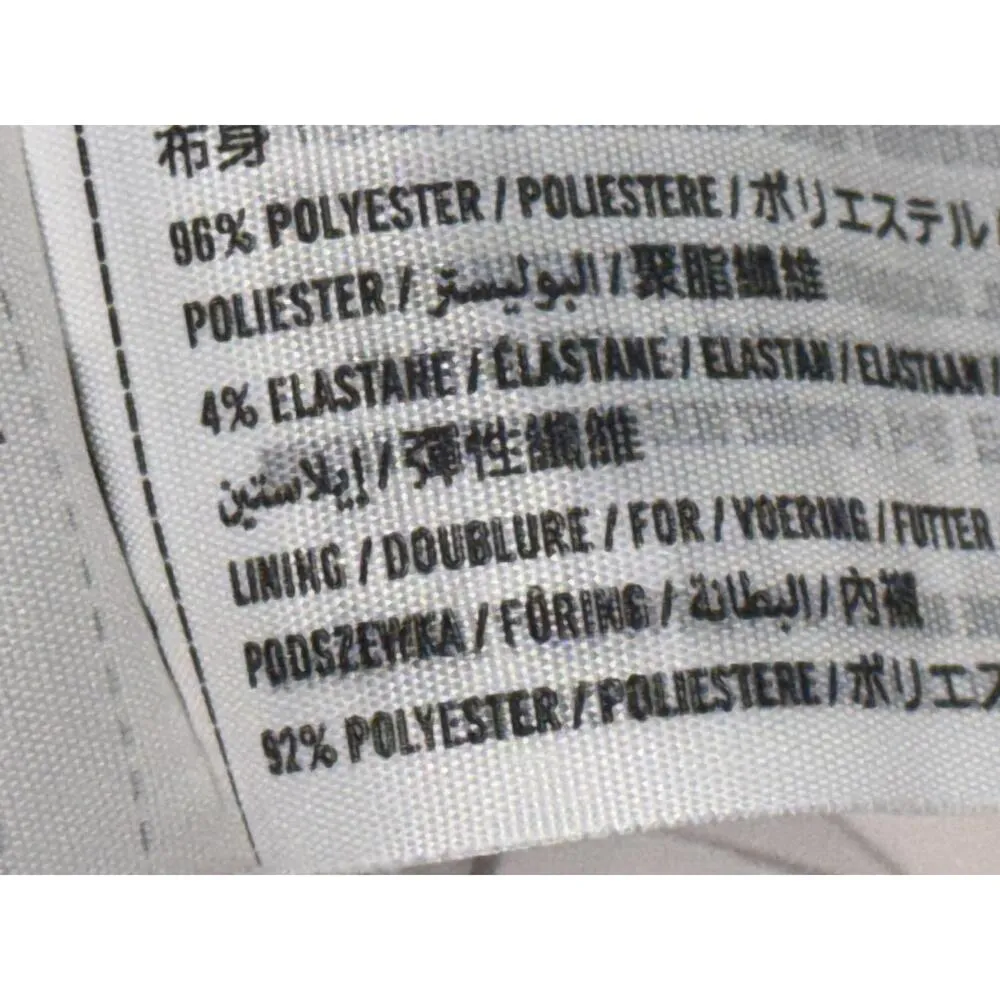 布身
96% POLYESTER / POLIESTERE / ポリエステル
POLIESTER / البوليستر / 聚脂纖維
4% ELASTANE / ÉLASTANE / ELASTAN / ELASTAAN /
إيلاستين / 彈性纖維
LINING / DOUBLURE / FOR / VOERING / FUTTER
PODSZEWKA / FÔRING / البطانة / 內襯
92% POLYESTER / POLIESTERE / ポリエス